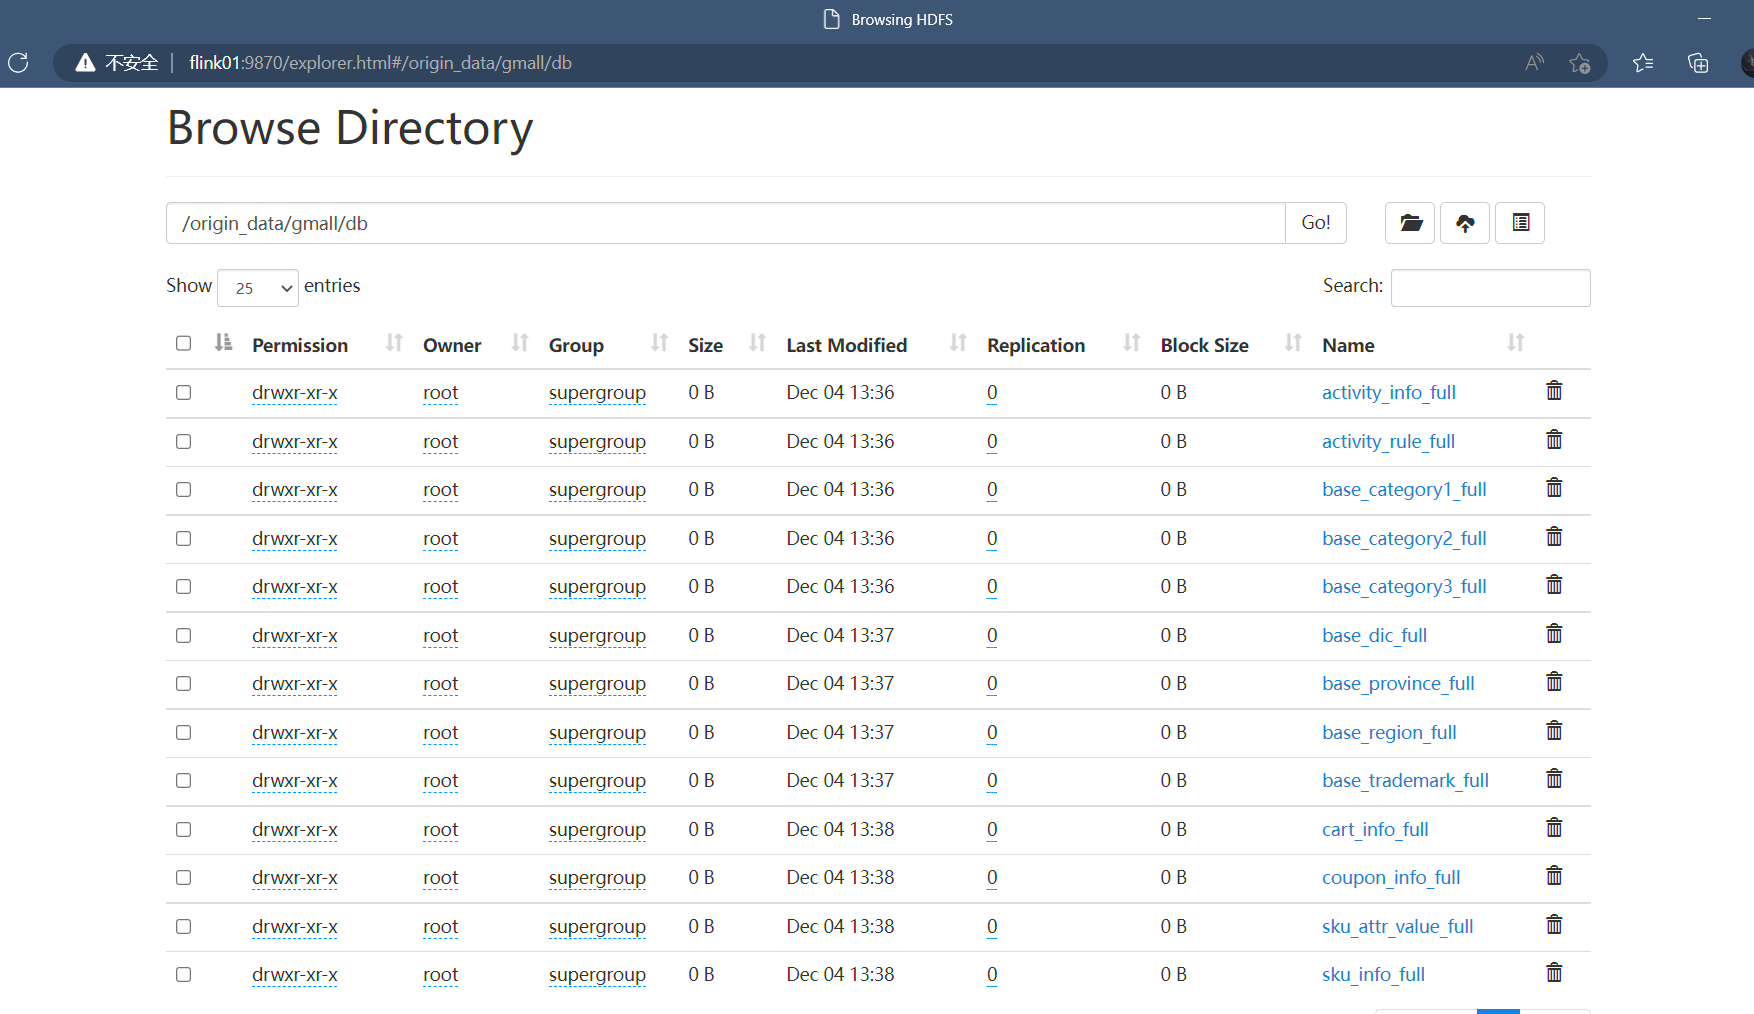 Browsing HDFS
不安全 flink01:9870/explorer.html#/origin_data/gmall/db
Browse Directory
/origin_data/gmall/db Go!
Show 25 entries Search:
Permission Owner Group Size Last Modified Replication Block Size Name
drwxr-xr-x root supergroup 0 B Dec 04 13:36 0 0 B activity_info_full
drwxr-xr-x root supergroup 0 B Dec 04 13:36 0 0 B activity_rule_full
drwxr-xr-x root supergroup 0 B Dec 04 13:36 0 0 B base_category1_full
drwxr-xr-x root supergroup 0 B Dec 04 13:36 0 0 B base_category2_full
drwxr-xr-x root supergroup 0 B Dec 04 13:36 0 0 B base_category3_full
drwxr-xr-x root supergroup 0 B Dec 04 13:37 0 0 B base_dic_full
drwxr-xr-x root supergroup 0 B Dec 04 13:37 0 0 B base_province_full
drwxr-xr-x root supergroup 0 B Dec 04 13:37 0 0 B base_region_full
drwxr-xr-x root supergroup 0 B Dec 04 13:37 0 0 B base_trademark_full
drwxr-xr-x root supergroup 0 B Dec 04 13:38 0 0 B cart_info_full
drwxr-xr-x root supergroup 0 B Dec 04 13:38 0 0 B coupon_info_full
drwxr-xr-x root supergroup 0 B Dec 04 13:38 0 0 B sku_attr_value_full
drwxr-xr-x root supergroup 0 B Dec 04 13:38 0 0 B sku_info_full